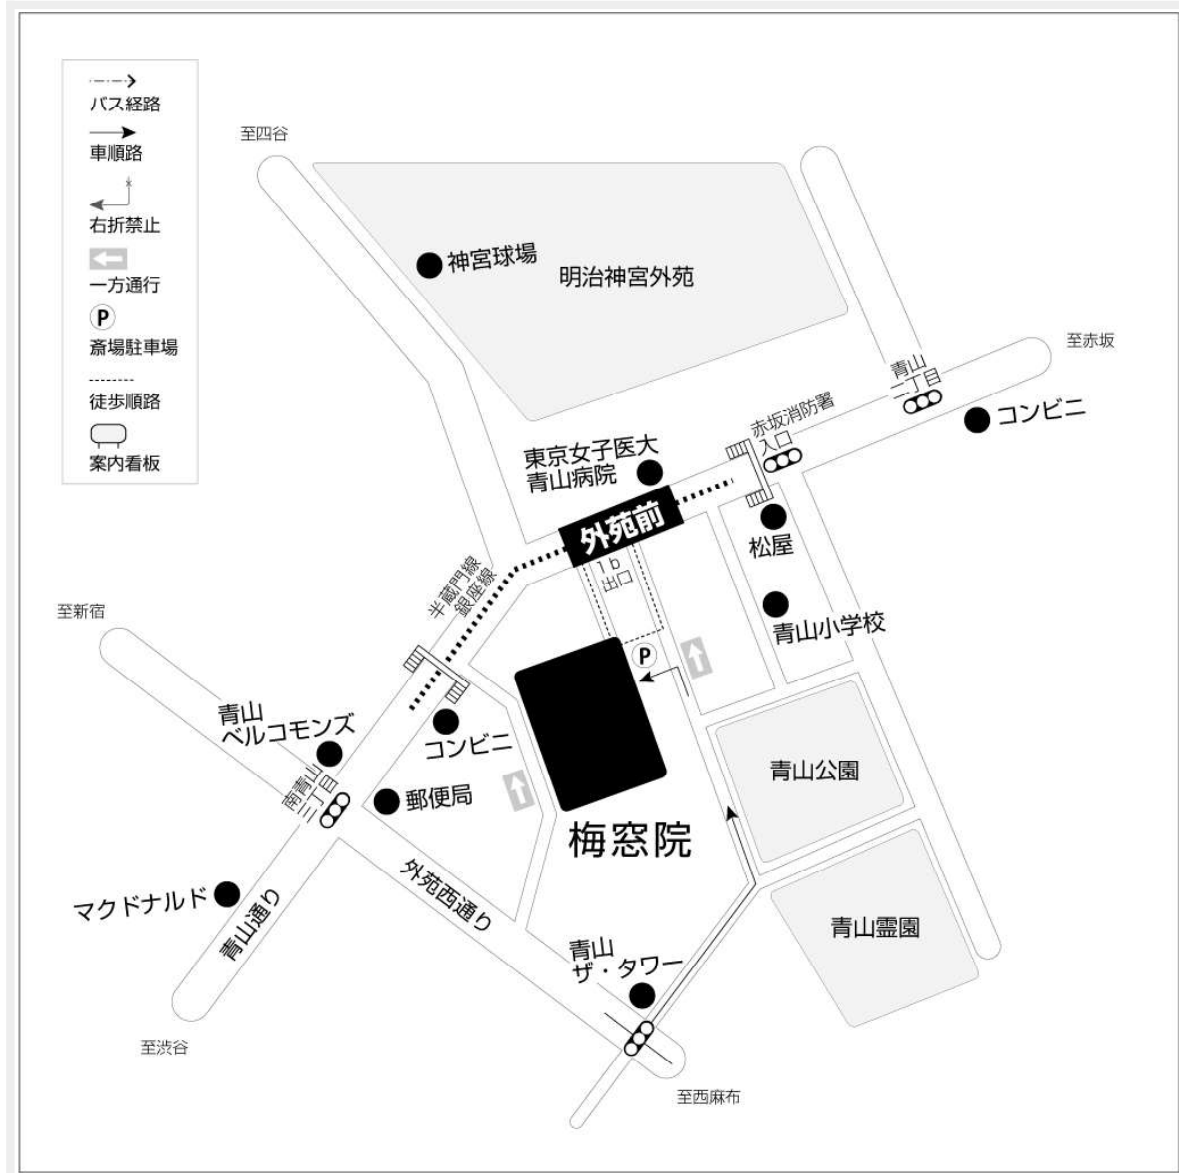 バス経路
車順路
右折禁止
一方通行
P
斎場駐車場
徒歩順路
案内看板
至四谷
神宮球場
明治神宮外苑
至赤坂
青山
一丁目
コンビニ
赤坂消防署
入口
東京女子医大
青山病院
外苑前
1b
出口
松屋
青山小学校
半蔵門線
銀座線
至新宿
P
青山
ベルコモンズ
コンビニ
南青山
三丁目
郵便局
青山公園
梅窓院
マクドナルド
青山通り
外苑西通り
青山霊園
青山
ザ・タワー
至渋谷
至西麻布